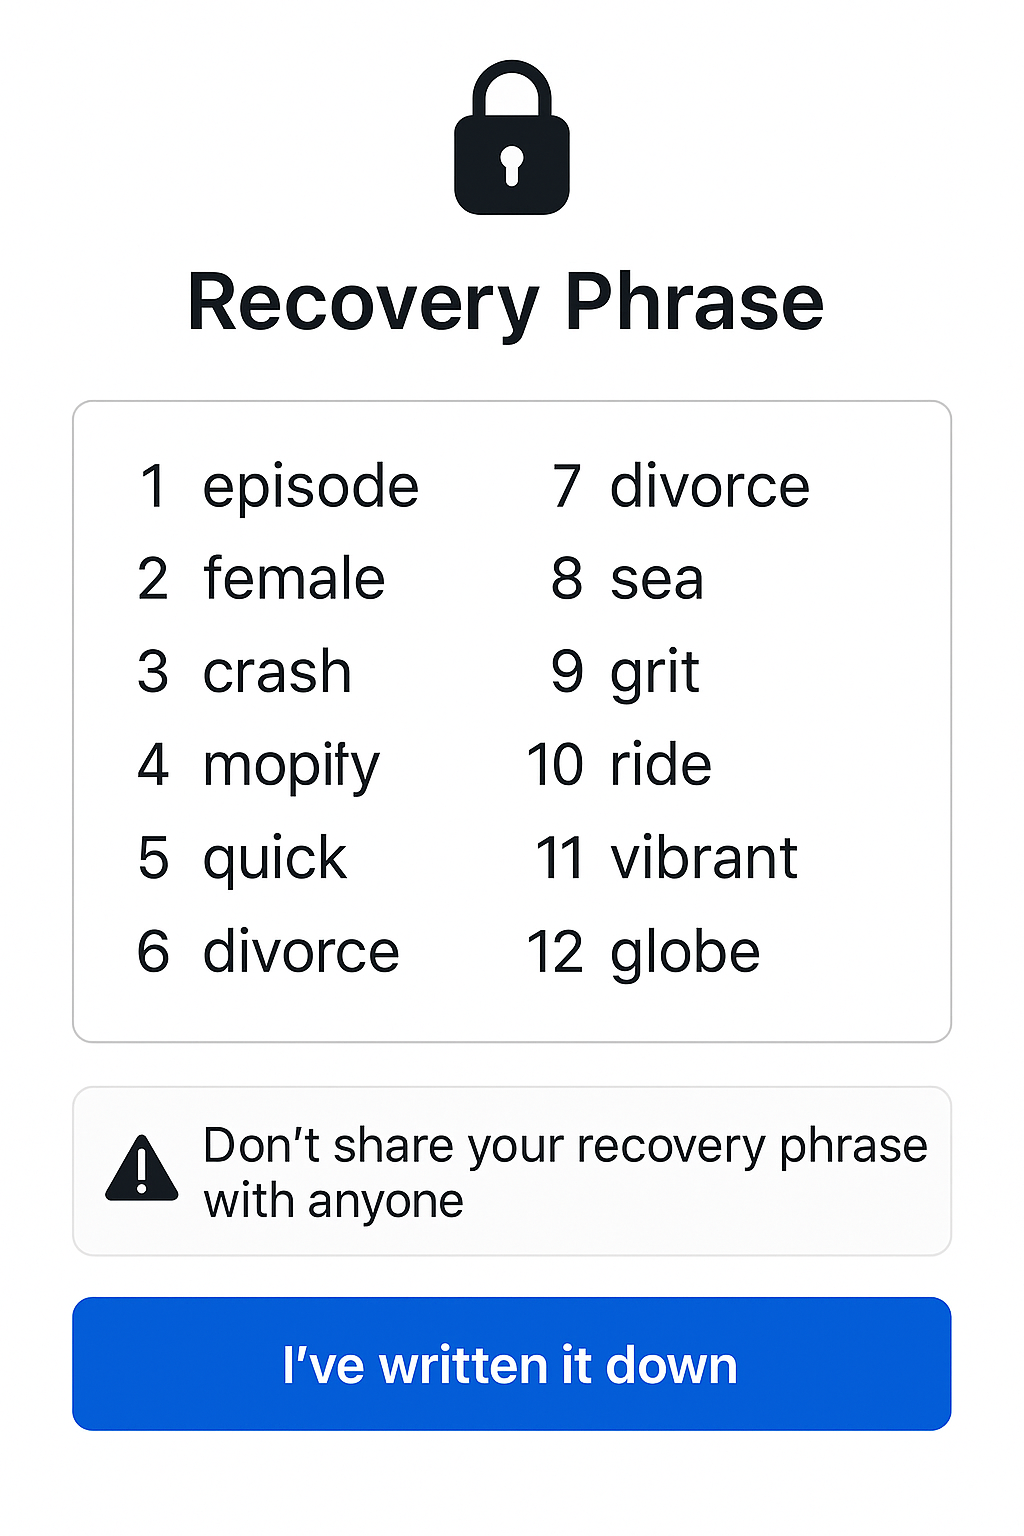 Recovery Phrase
1 episode
2 female
3 crash
4 mopify
5 quick
6 divorce
7 divorce
8 sea
9 grit
10 ride
11 vibrant
12 globe
Don’t share your recovery phrase
with anyone
I’ve written it down